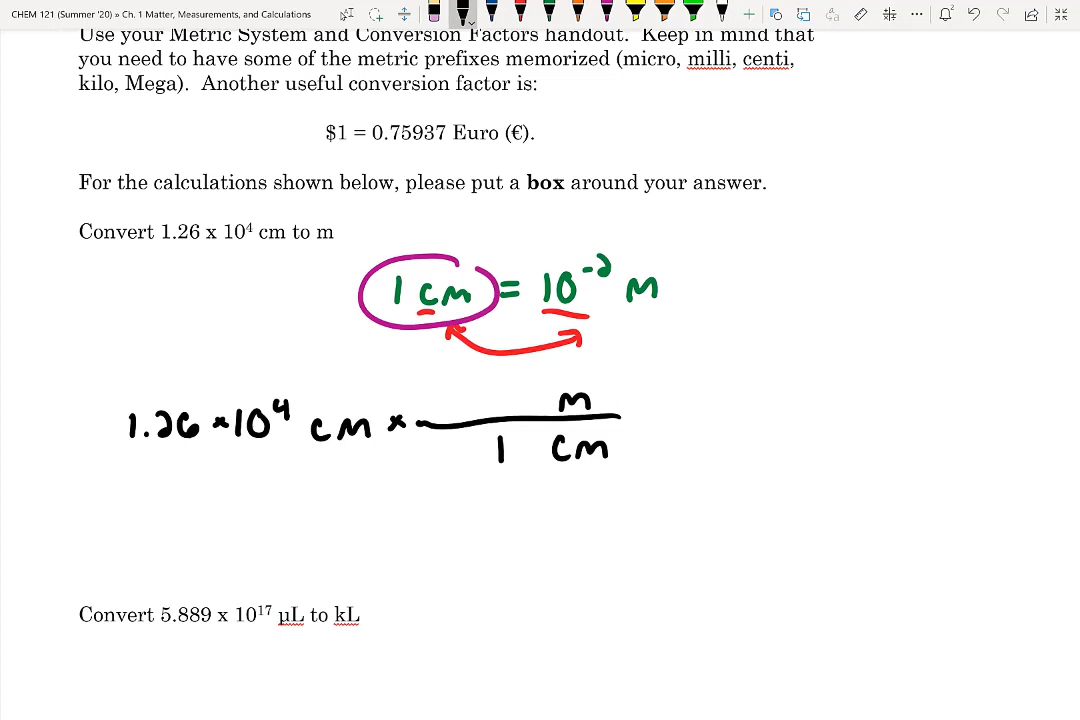 CHEM 121 (Summer '20) » Ch. 1 Matter, Measurements, and Calculations
2
Use your Metric System and Conversion Factors handout. Keep in mind that
you need to have some of the metric prefixes memorized (micro, milli, centi,
kilo, Mega). Another useful conversion factor is:
$1 = 0.75937 Euro (€).
For the calculations shown below, please put a box around your answer.
Convert 1.26 x 10⁴ cm to m
1 cm = 10⁻² m
m
1.26 × 10⁴ cm ×
1 cm
Convert 5.889 x 10¹⁷ µL to kL